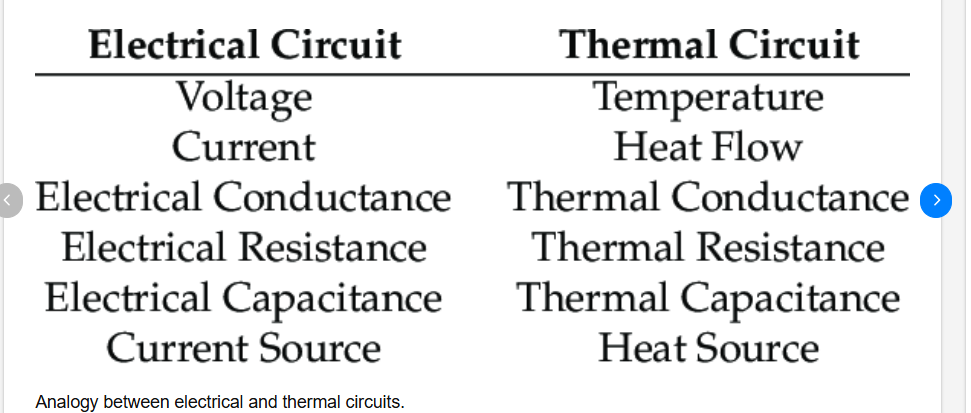 Electrical Circuit Thermal Circuit
Voltage Temperature
Current Heat Flow
Electrical Conductance Thermal Conductance
Electrical Resistance Thermal Resistance
Electrical Capacitance Thermal Capacitance
Current Source Heat Source
Analogy between electrical and thermal circuits.